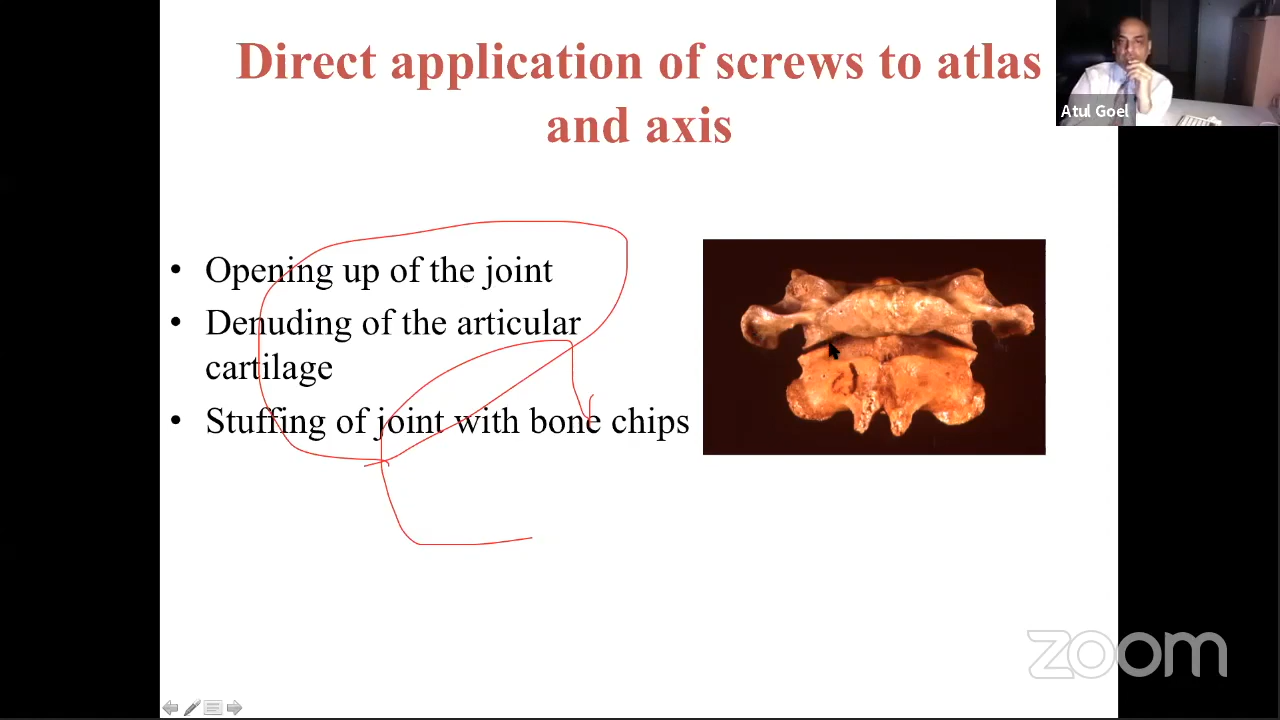 Direct application of screws to atlas
and axis
Atul Goel
• Opening up of the joint
• Denuding of the articular
cartilage
• Stuffing of joint with bone chips
zoom